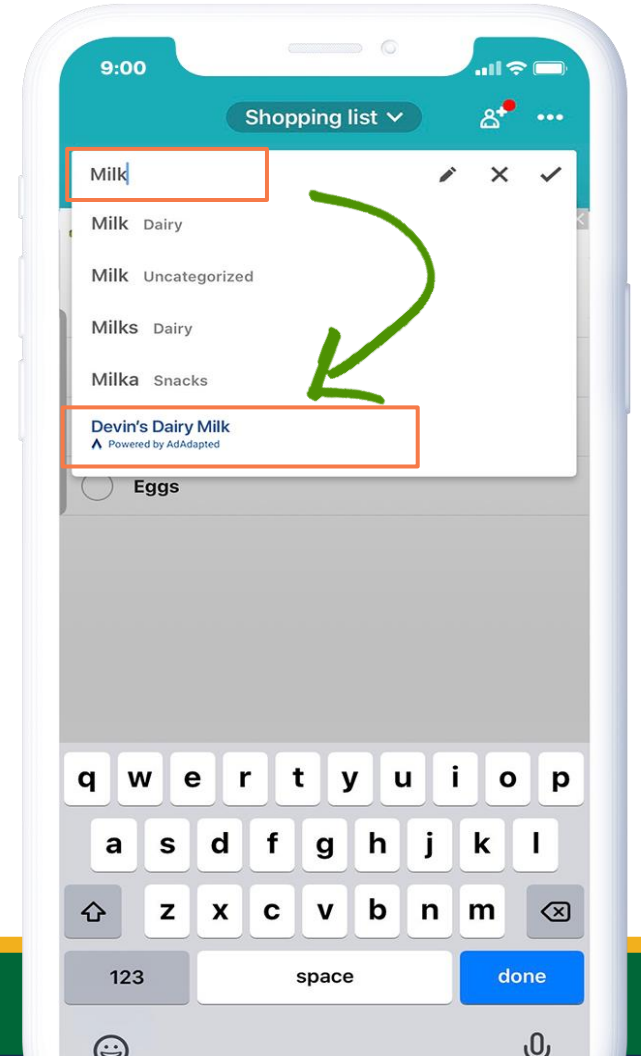 9:00
Shopping list
Milk
Milk Dairy
Milk Uncategorized
Milks Dairy
Milka Snacks
Devin's Dairy Milk
Powered by AdAdapted
Eggs
q w e r t y u i o p
a s d f g h j k l
z x c v b n m
123 space done